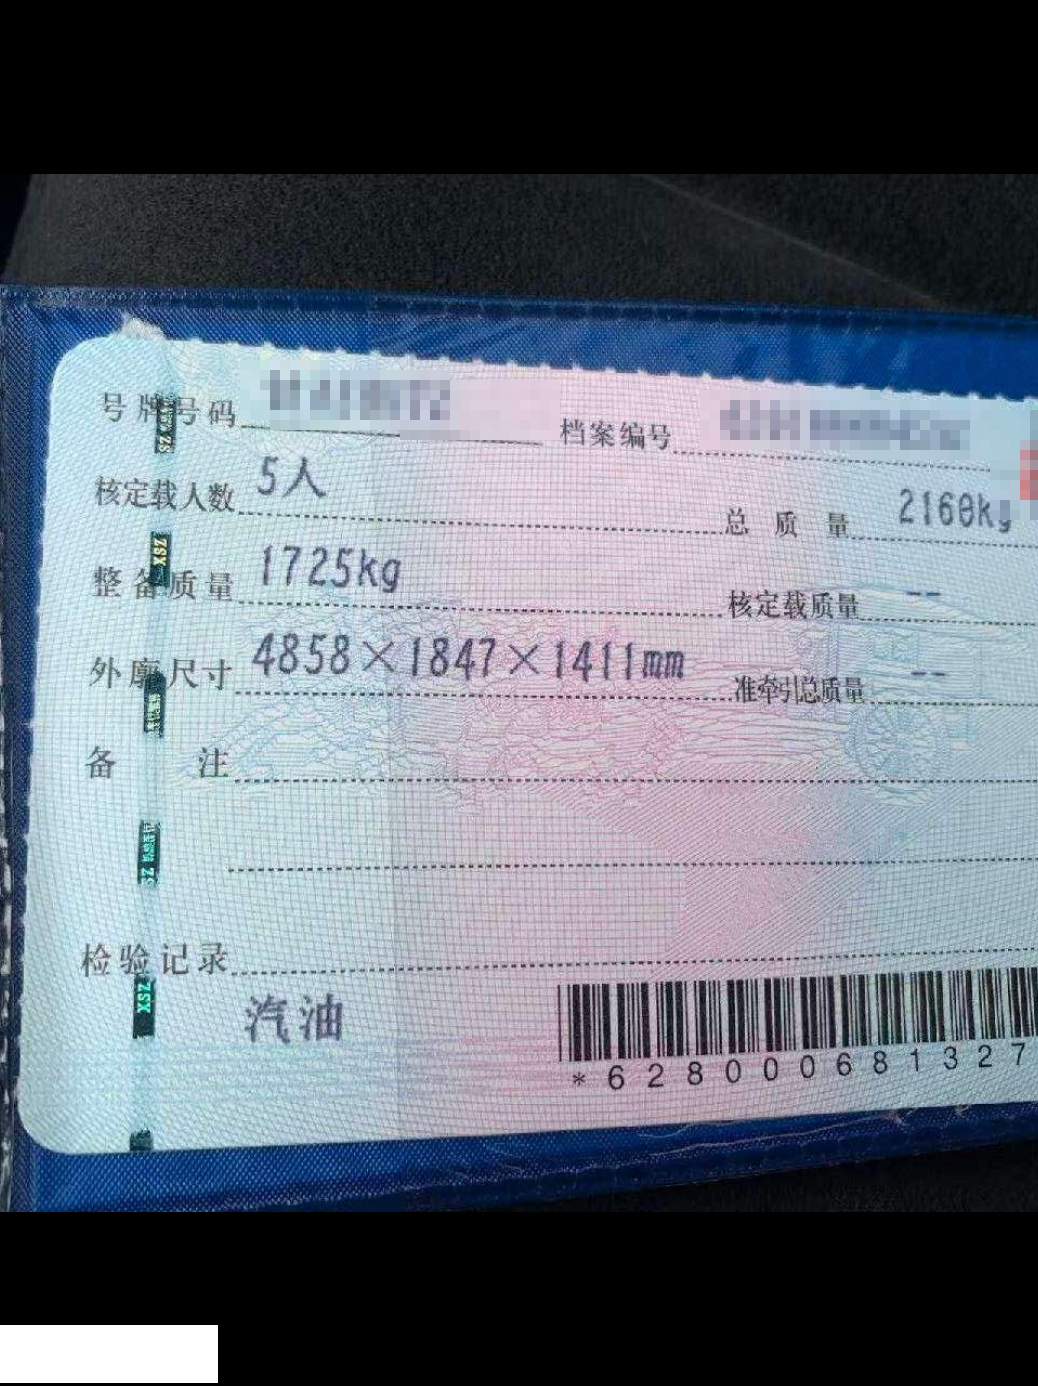 号牌号码 档案编号
核定载人数 5人 总质量 2160kg
整备质量 1725kg 核定载质量 --
外廓尺寸 4858×1847×1411mm 准牵引总质量 --
备注
检验记录
汽油
*628000681327